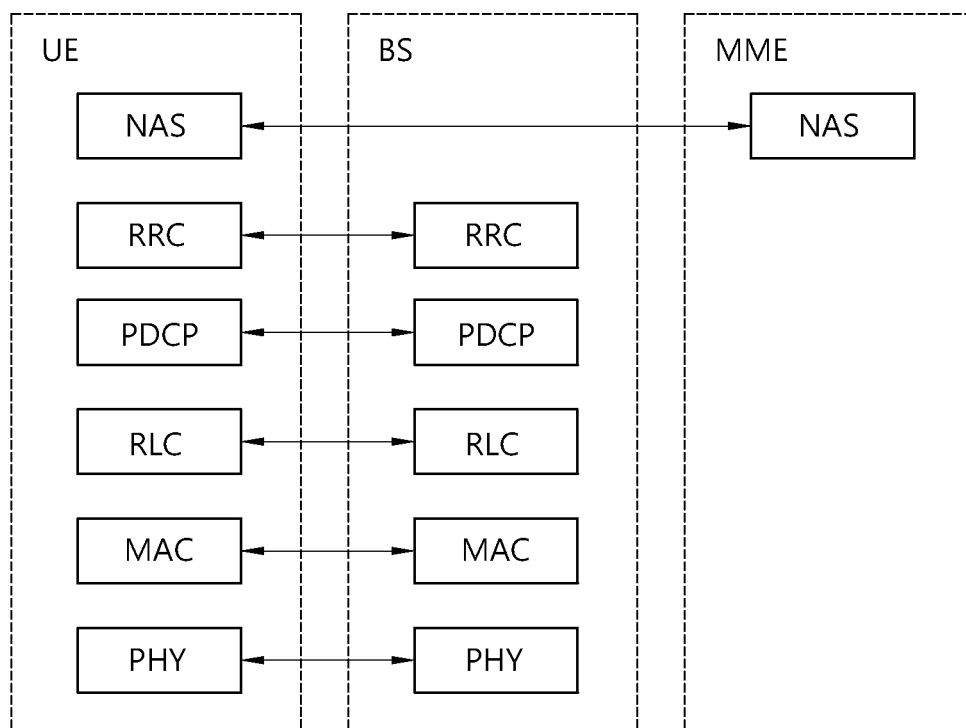 UE BS MME
NAS NAS
RRC RRC
PDCP PDCP
RLC RLC
MAC MAC
PHY PHY